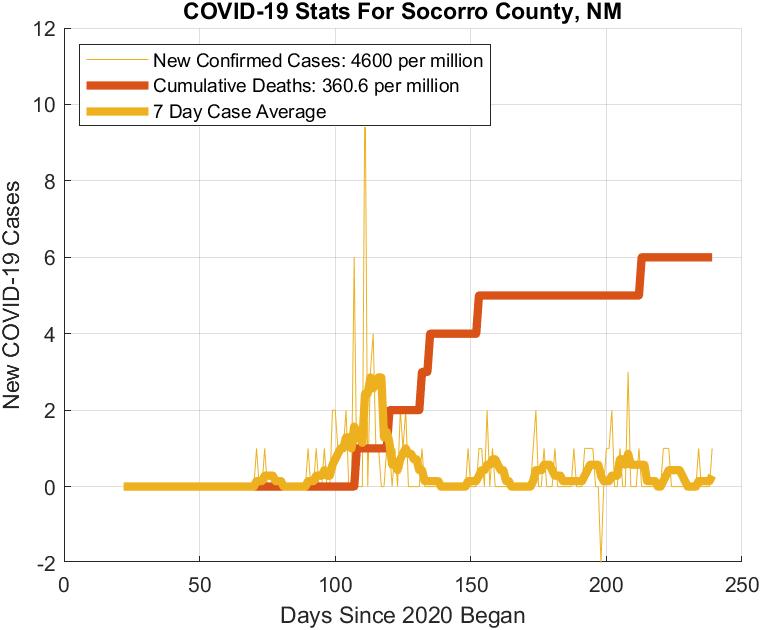 COVID-19 Stats For Socorro County, NM
New Confirmed Cases: 4600 per million
Cumulative Deaths: 360.6 per million
7 Day Case Average
New COVID-19 Cases
12
10
8
6
4
2
0
-2
0 50 100 150 200 250
Days Since 2020 Began